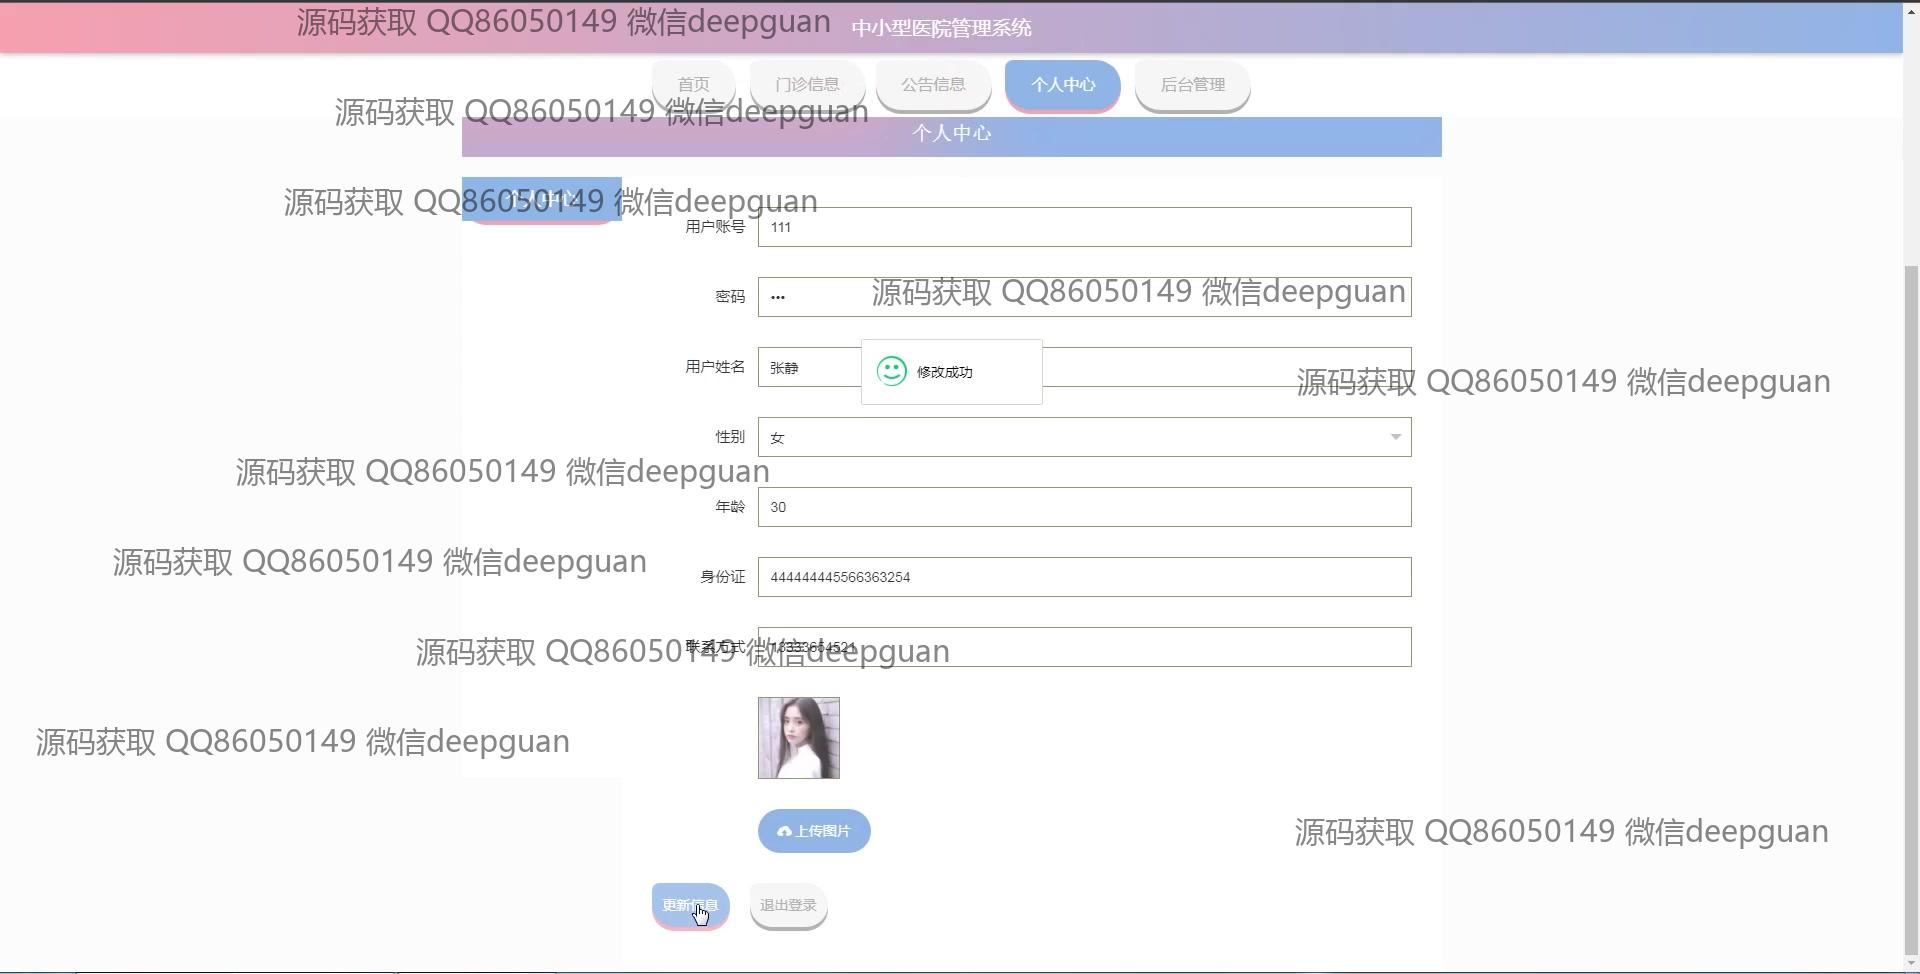 源码获取 QQ86050149 微信deepguan
中小型医院管理系统
首页
门诊信息
公告信息
个人中心
后台管理
源码获取 QQ86050149 微信deepguan
个人中心
个人中心
源码获取 QQ86050149 微信deepguan
用户账号
111
密码
•••
源码获取 QQ86050149 微信deepguan
用户姓名
张静
修改成功
源码获取 QQ86050149 微信deepguan
性别
女
源码获取 QQ86050149 微信deepguan
年龄
30
源码获取 QQ86050149 微信deepguan
身份证
444444445566363254
联系方式
13333654521
源码获取 QQ86050149 微信deepguan
源码获取 QQ86050149 微信deepguan
上传图片
源码获取 QQ86050149 微信deepguan
更新信息
退出登录